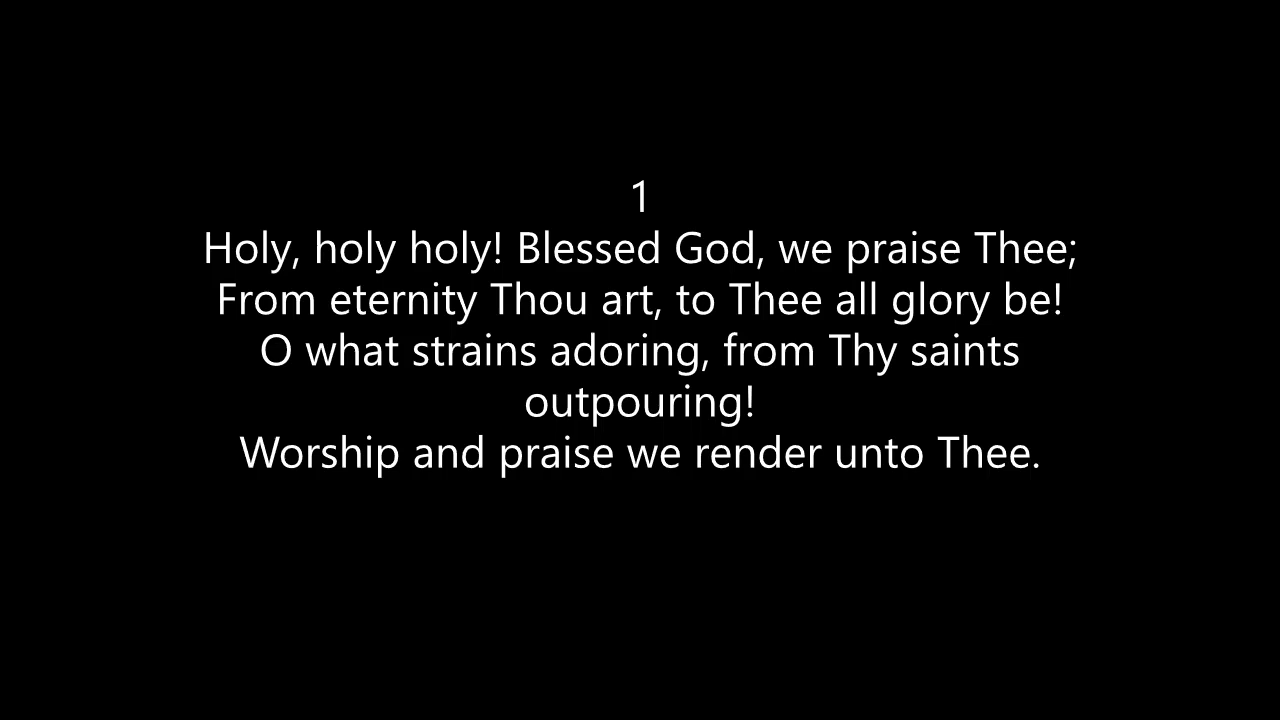 1
Holy, holy holy! Blessed God, we praise Thee;
From eternity Thou art, to Thee all glory be!
O what strains adoring, from Thy saints
outpouring!
Worship and praise we render unto Thee.